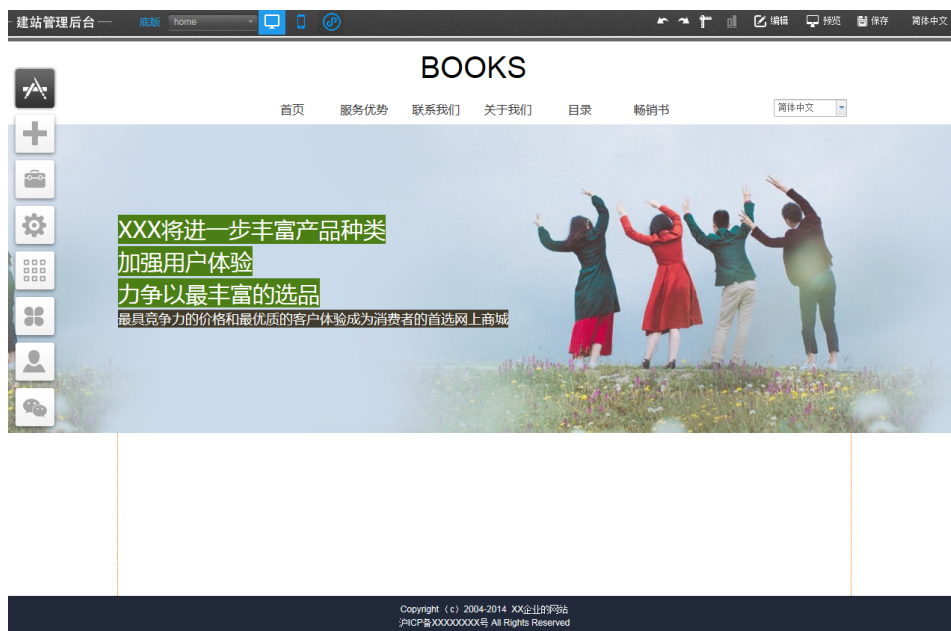 建站管理后台
底版 home
编辑 预览 保存 简体中文
BOOKS
首页 服务优势 联系我们 关于我们 目录 畅销书 简体中文
XXX将进一步丰富产品种类
加强用户体验
力争以最丰富的选品
最具竞争力的价格和最优质的客户体验成为消费者的首选网上商城
Copyright（c）2004-2014 XX企业的网站
沪ICP备XXXXXXXX号 All Rights Reserved